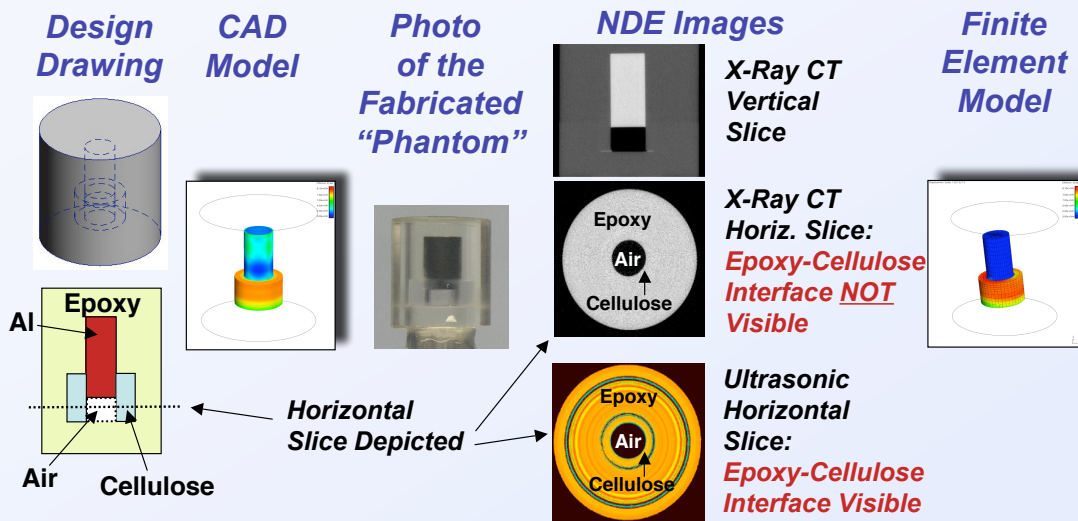 Design
Drawing
CAD
Model
Photo
of the
Fabricated
“Phantom”
NDE Images
Finite
Element
Model
X-Ray CT
Vertical
Slice
Epoxy
Air
Cellulose
X-Ray CT
Horiz. Slice:
Epoxy-Cellulose
Interface NOT
Visible
Epoxy
Al
Air
Cellulose
Horizontal
Slice Depicted
Epoxy
Air
Cellulose
Ultrasonic
Horizontal
Slice:
Epoxy-Cellulose
Interface Visible